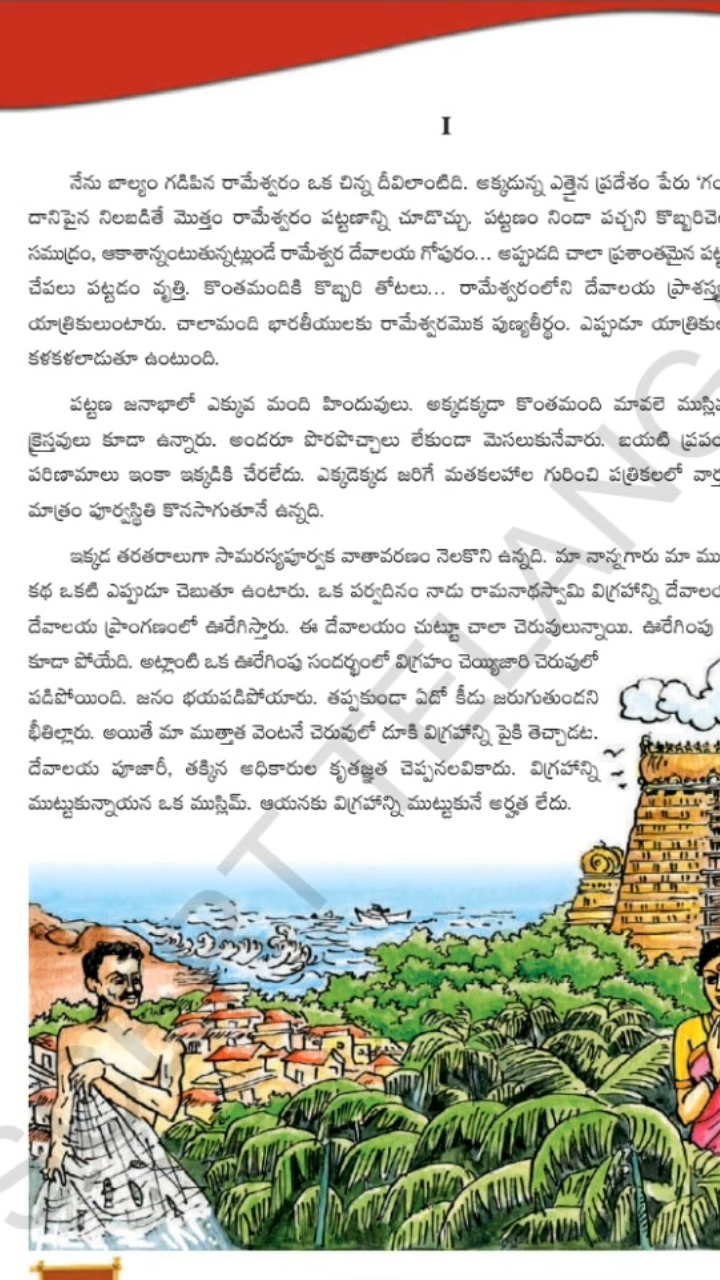 I
నేను బాల్యం గడిపిన రామేశ్వరం ఒక చిన్న దీవిలాంటిది. అక్కడున్న ఎత్తైన ప్రదేశం పేరు ‘గం
దానిపైన నిలబడితే మొత్తం రామేశ్వరం పట్టణాన్ని చూడొచ్చు. పట్టణం నిండా పచ్చని కొబ్బరిచె
సముద్రం, ఆకాశాన్నంటుతున్నట్లుండే రామేశ్వర దేవాలయ గోపురం... అప్పుడది చాలా ప్రశాంతమైన పట్ట
చేపలు పట్టడం వృత్తి. కొంతమందికి కొబ్బరి తోటలు... రామేశ్వరంలోని దేవాలయ ప్రాశస్త్య
యాత్రికులుంటారు. చాలామంది భారతీయులకు రామేశ్వరమొక పుణ్యతీర్థం. ఎప్పుడూ యాత్రికు
కళకళలాడుతూ ఉంటుంది.
పట్టణ జనాభాలో ఎక్కువ మంది హిందువులు. అక్కడక్కడా కొంతమంది మావలె ముస్లి
క్రైస్తవులు కూడా ఉన్నారు. అందరూ పొరపొచ్చాలు లేకుండా మెసలుకునేవారు. బయటి ప్రపం
పరిణామాలు ఇంకా ఇక్కడికి చేరలేదు. ఎక్కడెక్కడ జరిగే మతకలహాల గురించి పత్రికలలో వార్త
మాత్రం పూర్వస్థితి కొనసాగుతూనే ఉన్నది.
ఇక్కడ తరతరాలుగా సామరస్యపూర్వక వాతావరణం నెలకొని ఉన్నది. మా నాన్నగారు మా ము
కథ ఒకటి ఎప్పుడూ చెబుతూ ఉంటారు. ఒక పర్వదినం నాడు రామనాథస్వామి విగ్రహాన్ని దేవాల
దేవాలయ ప్రాంగణంలో ఊరేగిస్తారు. ఈ దేవాలయం చుట్టూ చాలా చెరువులున్నాయి. ఊరేగింపు
కూడా పోయేది. అట్లాంటి ఒక ఊరేగింపు సందర్భంలో విగ్రహం చెయ్యిజారి చెరువులో
పడిపోయింది. జనం భయపడిపోయారు. తప్పకుండా ఏదో కీడు జరుగుతుందని
భీతిల్లారు. అయితే మా ముత్తాత వెంటనే చెరువులో దూకి విగ్రహాన్ని పైకి తెచ్చాడట.
దేవాలయ పూజారీ, తక్కిన అధికారుల కృతజ్ఞత చెప్పనలవికాదు. విగ్రహాన్ని
ముట్టుకున్నాయన ఒక ముస్లిమ్. ఆయనకు విగ్రహాన్ని ముట్టుకునే అర్హత లేదు.